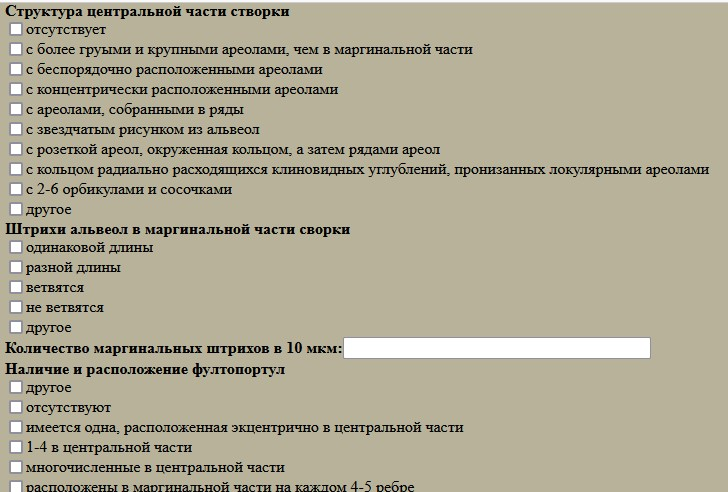 Структура центральной части створки
отсутствует
с более груыми и крупными ареолами, чем в маргинальной части
с беспорядочно расположенными ареолами
с концентрически расположенными ареолами
с ареолами, собранными в ряды
с звездчатым рисунком из альвеол
с розеткой ареол, окруженная кольцом, а затем рядами ареол
с кольцом радиально расходящихся клиновидных углублений, пронизанных локулярными ареолами
с 2-6 орбикулами и сосочками
другое
Штрихи альвеол в маргинальной части сворки
одинаковой длины
разной длины
ветвятся
не ветвятся
другое
Количество маргинальных штрихов в 10 мкм:
Наличие и расположение фултопортул
другое
отсутствуют
имеется одна, расположенная экцентрично в центральной части
1-4 в центральной части
многочисленные в центральной части
расположены в маргинальной части на каждом 4-5 ребре